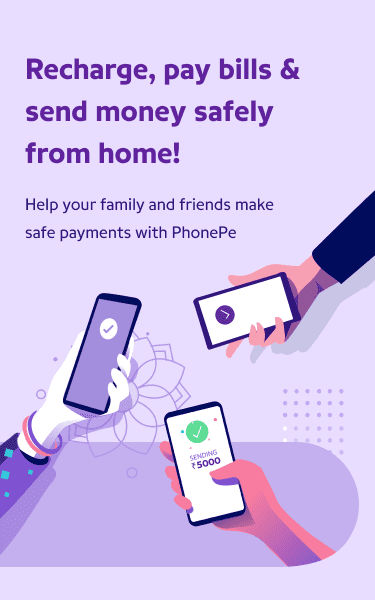 Recharge, pay bills &
send money safely
from home!
Help your family and friends make
safe payments with PhonePe
SENDING
₹5000